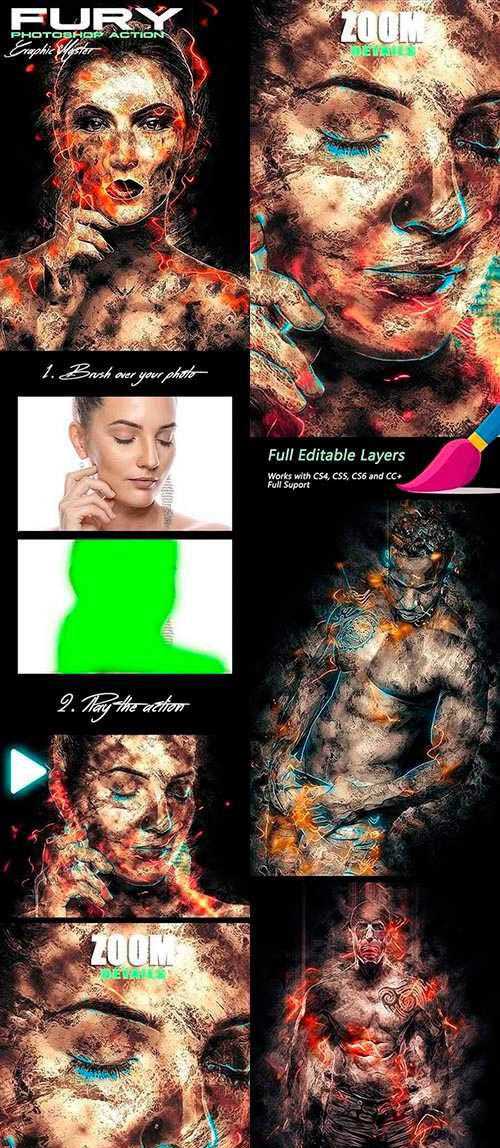 FURY
PHOTOSHOP ACTION
Graphic Master
ZOOM
DETAILS
1. Brush over your photo
Full Editable Layers
Works with CS4, CS5, CS6 and CC+
Full Suport
2. Play the action
ZOOM
DETAILS